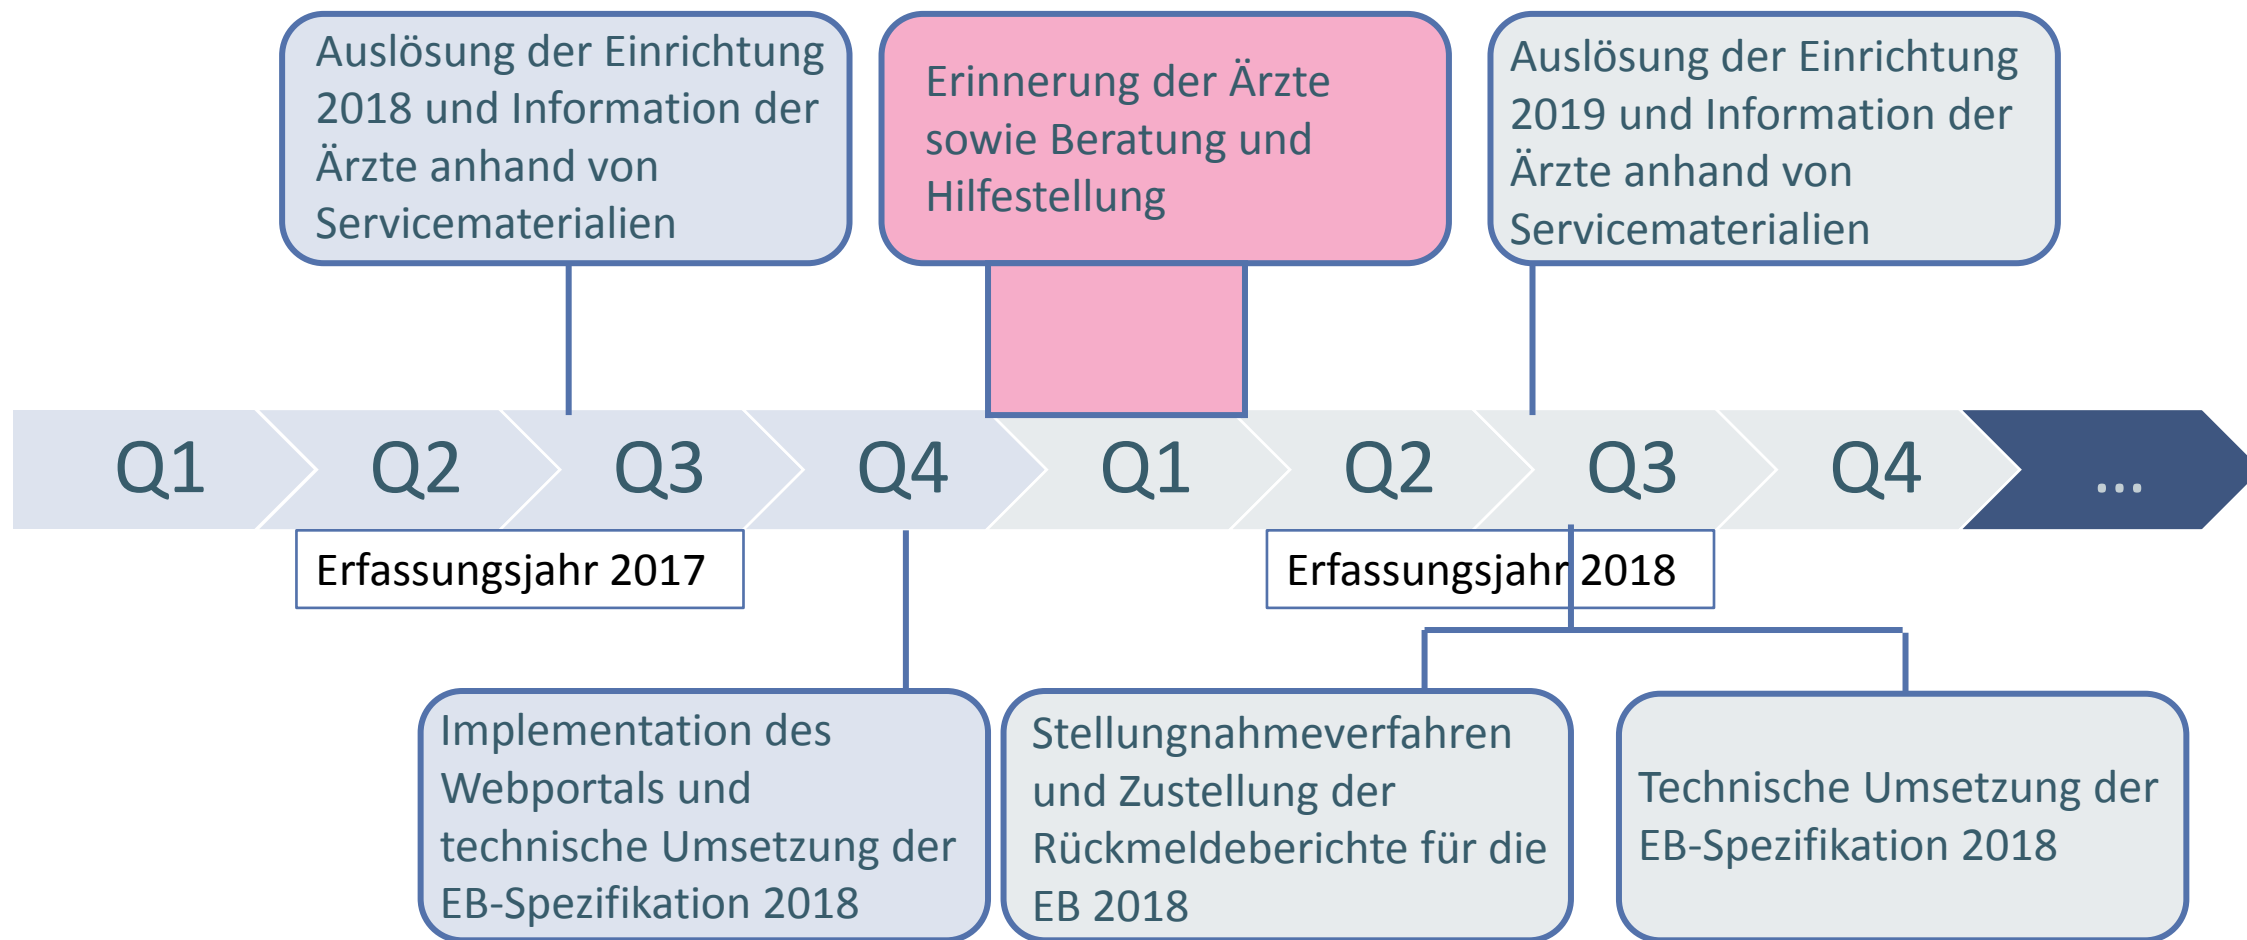 Auslösung der Einrichtung
2018 und Information der
Ärzte anhand von
Servicematerialien
Erinnerung der Ärzte
sowie Beratung und
Hilfestellung
Auslösung der Einrichtung
2019 und Information der
Ärzte anhand von
Servicematerialien
Q1 Q2 Q3 Q4 Q1 Q2 Q3 Q4 ...
Erfassungsjahr 2017
Erfassungsjahr 2018
Implementation des
Webportals und
technische Umsetzung der
EB-Spezifikation 2018
Stellungnahmeverfahren
und Zustellung der
Rückmeldeberichte für die
EB 2018
Technische Umsetzung der
EB-Spezifikation 2018